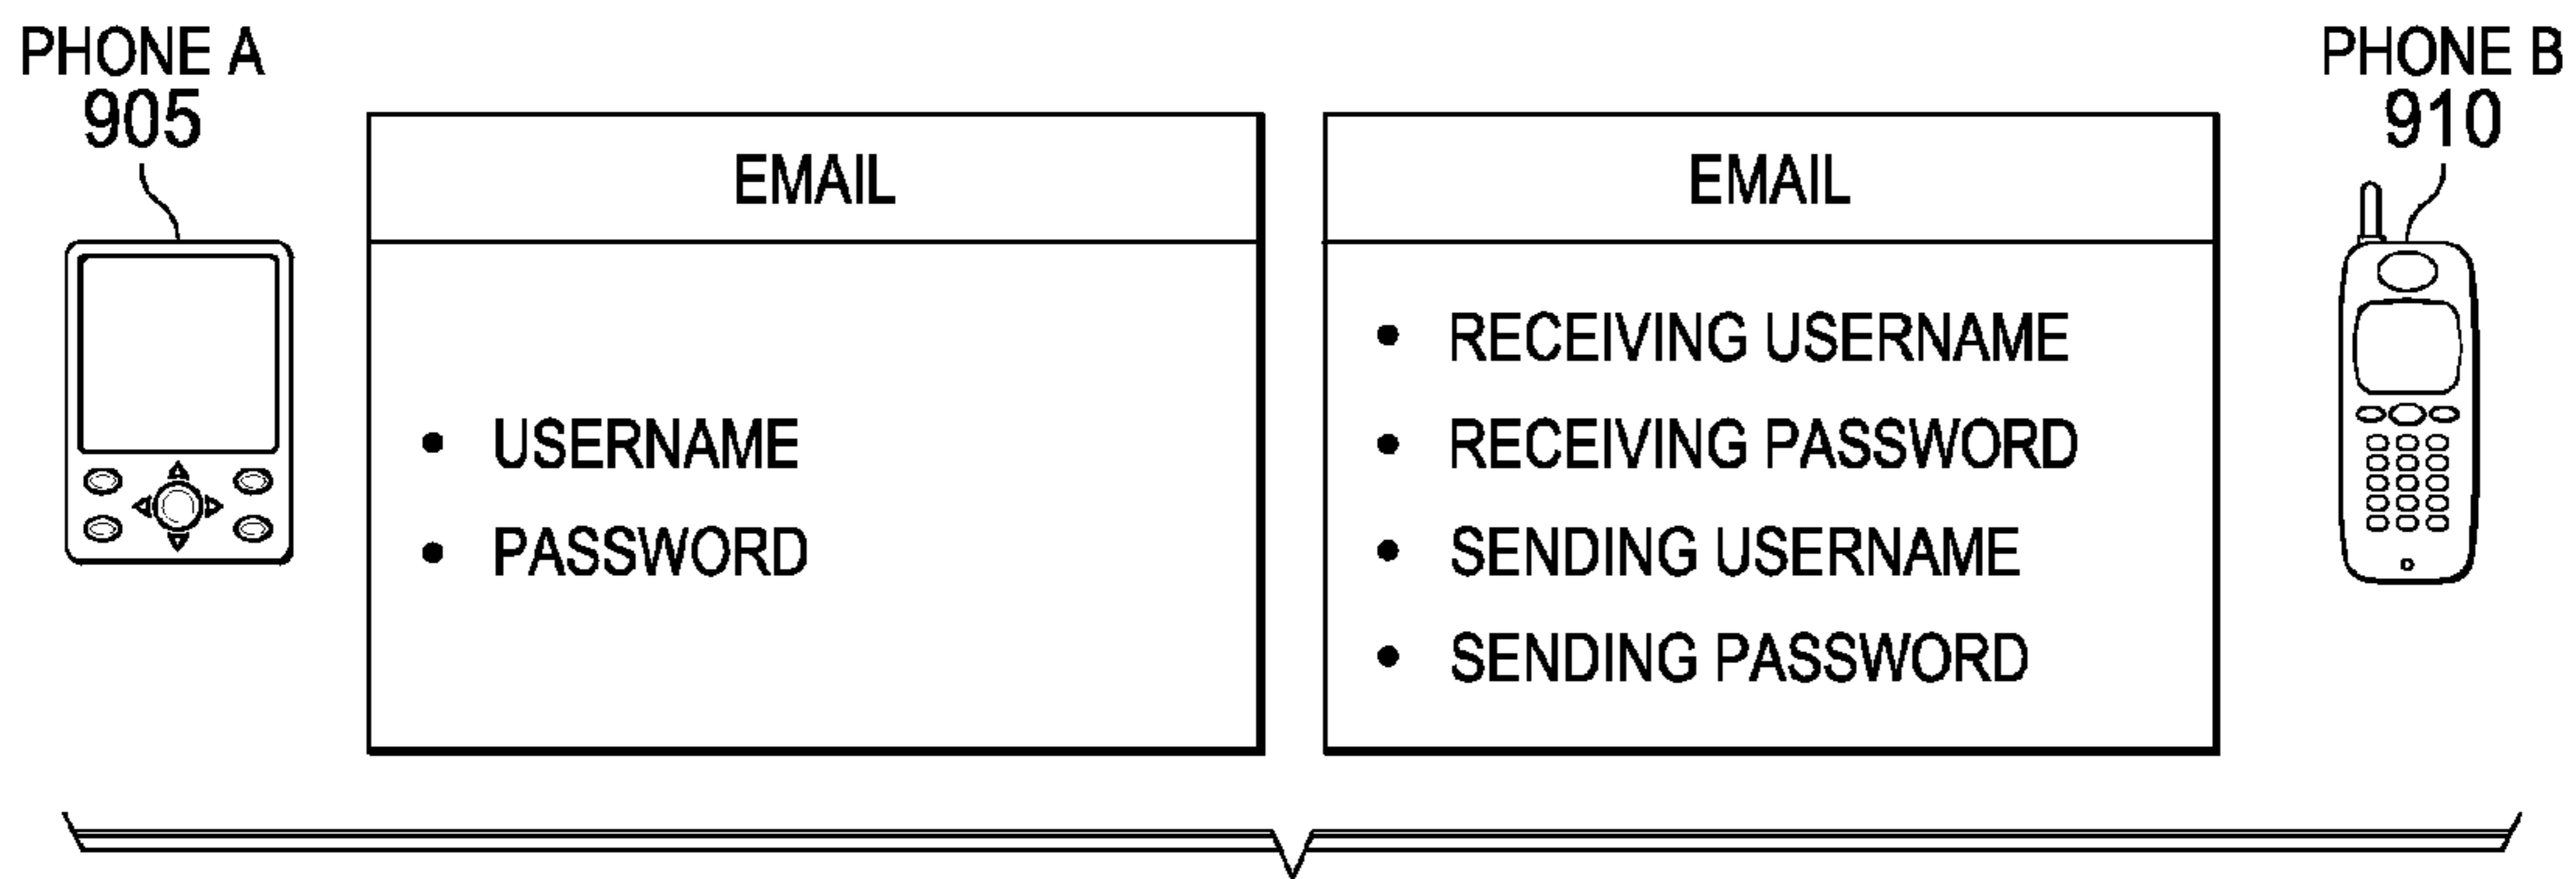 PHONE A
905
EMAIL
• USERNAME
• PASSWORD
EMAIL
• RECEIVING USERNAME
• RECEIVING PASSWORD
• SENDING USERNAME
• SENDING PASSWORD
PHONE B
910